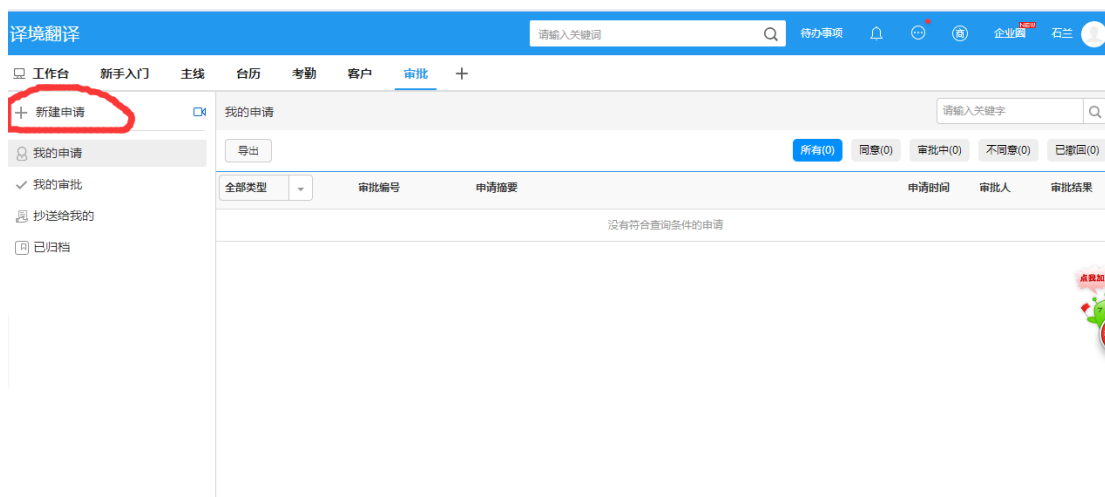 译境翻译 请输入关键词 待办事项 商 企业圈 NEW 石兰
工作台 新手入门 主线 台历 考勤 客户 审批
新建申请 我的申请 请输入关键字
我的申请 导出 所有(0) 同意(0) 审批中(0) 不同意(0) 已撤回(0)
我的审批 全部类型 审批编号 申请摘要 申请时间 审批人 审批结果
抄送给我的 没有符合查询条件的申请
已归档
点我加